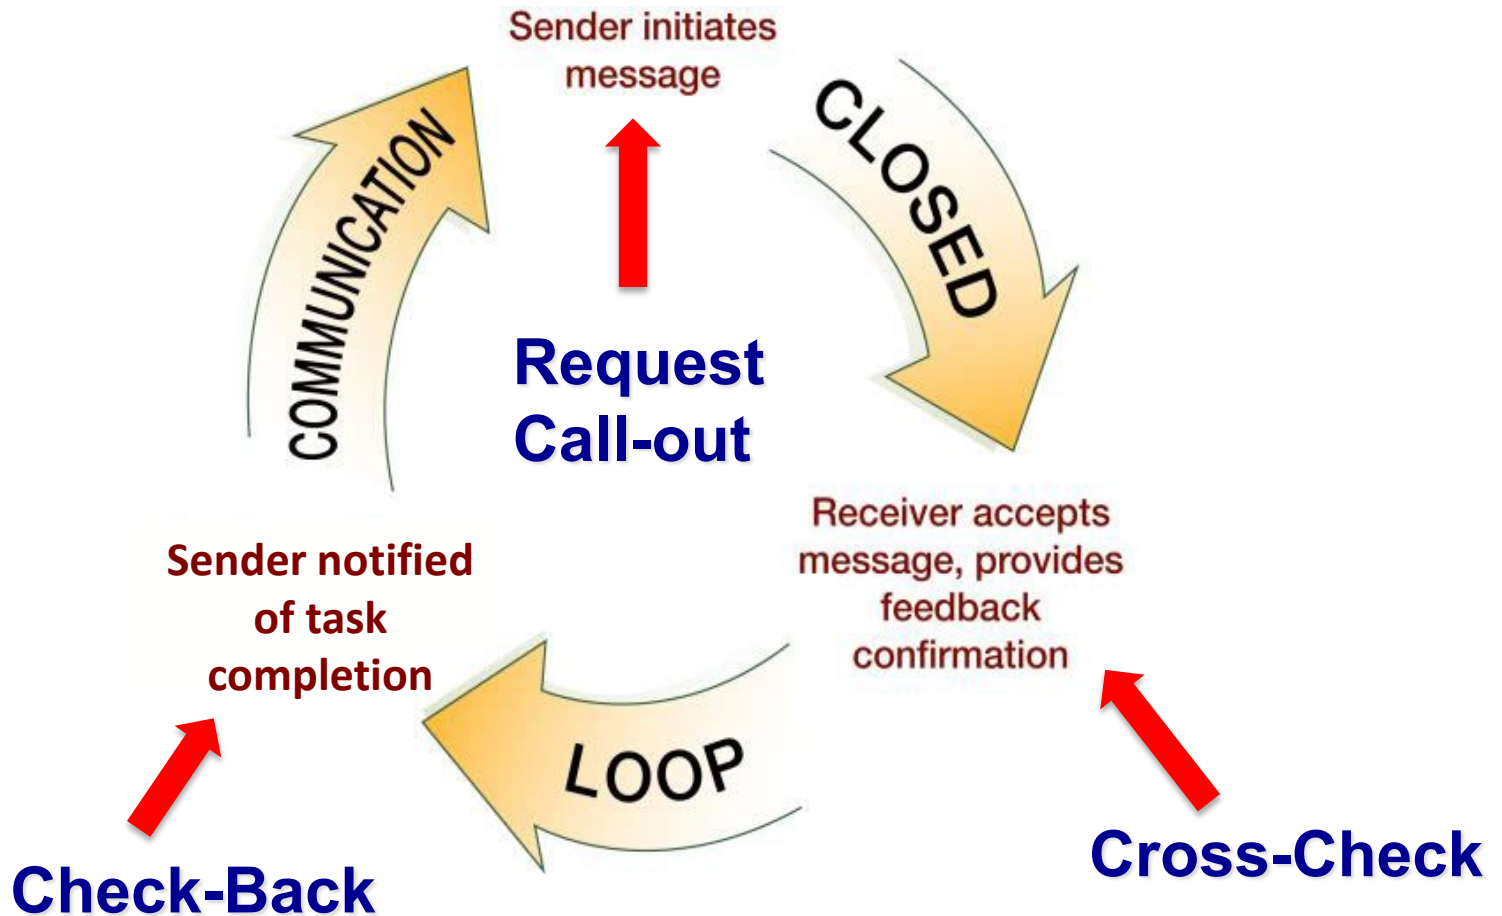 Sender initiates
message
CLOSED
COMMUNICATION
Request
Call-out
Receiver accepts
message, provides
feedback
confirmation
Sender notified
of task
completion
LOOP
Cross-Check
Check-Back